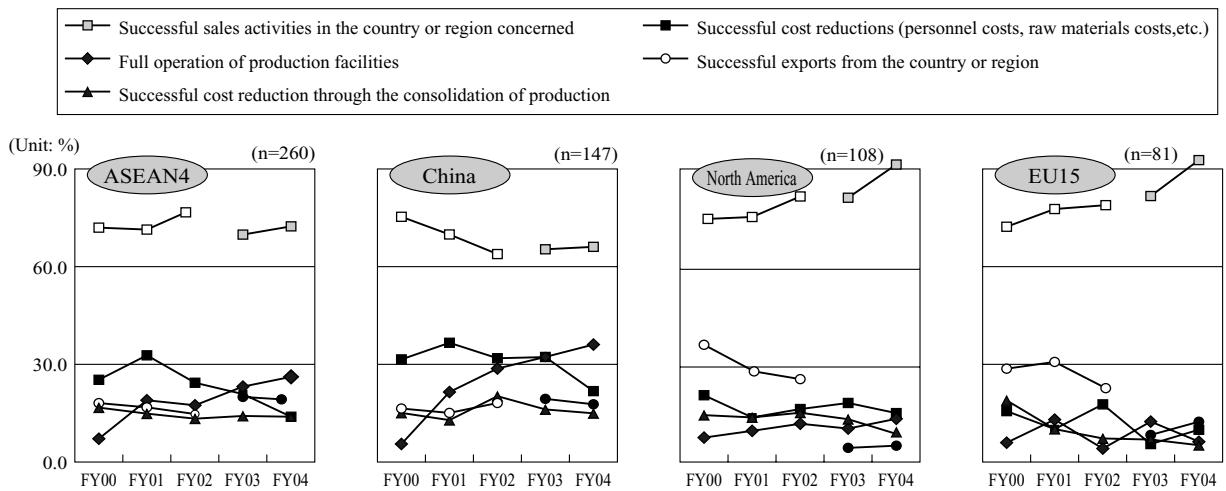 Successful sales activities in the country or region concerned
Successful cost reductions (personnel costs, raw materials costs,etc.)
Full operation of production facilities
Successful exports from the country or region
Successful cost reduction through the consolidation of production
(Unit: %)
(n=260)
(n=147)
(n=108)
(n=81)
ASEAN4
China
North America
EU15
90.0
60.0
30.0
0.0
FY00 FY01 FY02 FY03 FY04
FY00 FY01 FY02 FY03 FY04
FY00 FY01 FY02 FY03 FY04
FY00 FY01 FY02 FY03 FY04